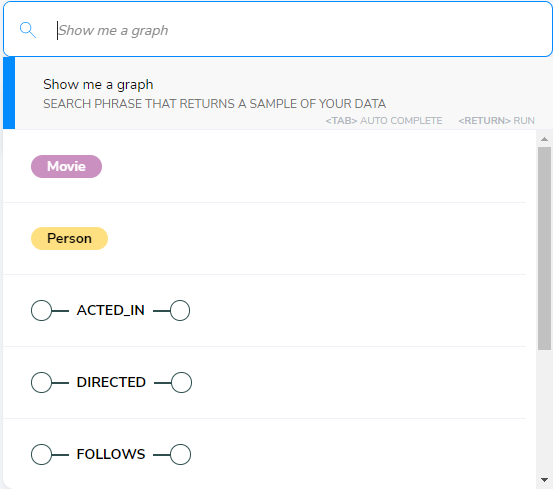 Show me a graph
Show me a graph
SEARCH PHRASE THAT RETURNS A SAMPLE OF YOUR DATA
<TAB> AUTO COMPLETE <RETURN> RUN
Movie
Person
ACTED_IN
DIRECTED
FOLLOWS